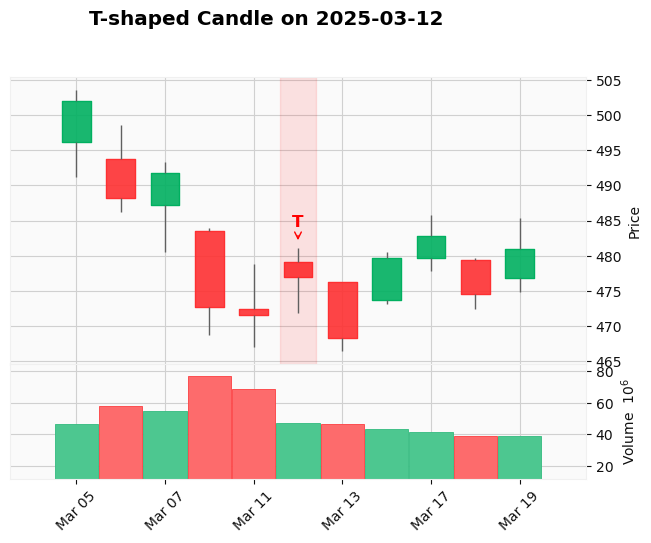 T-shaped Candle on 2025-03-12
505
500
495
490
485
480
475
470
465
Price
T
80
60
40
20
Volume 10^6
Mar 05
Mar 07
Mar 11
Mar 13
Mar 17
Mar 19